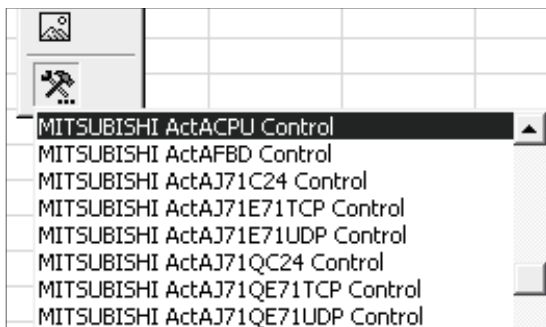 MITSUBISHI ActACPU Control
MITSUBISHI ActAFBD Control
MITSUBISHI ActAJ71C24 Control
MITSUBISHI ActAJ71E71TCP Control
MITSUBISHI ActAJ71E71UDP Control
MITSUBISHI ActAJ71QC24 Control
MITSUBISHI ActAJ71QE71TCP Control
MITSUBISHI ActAJ71QE71UDP Control